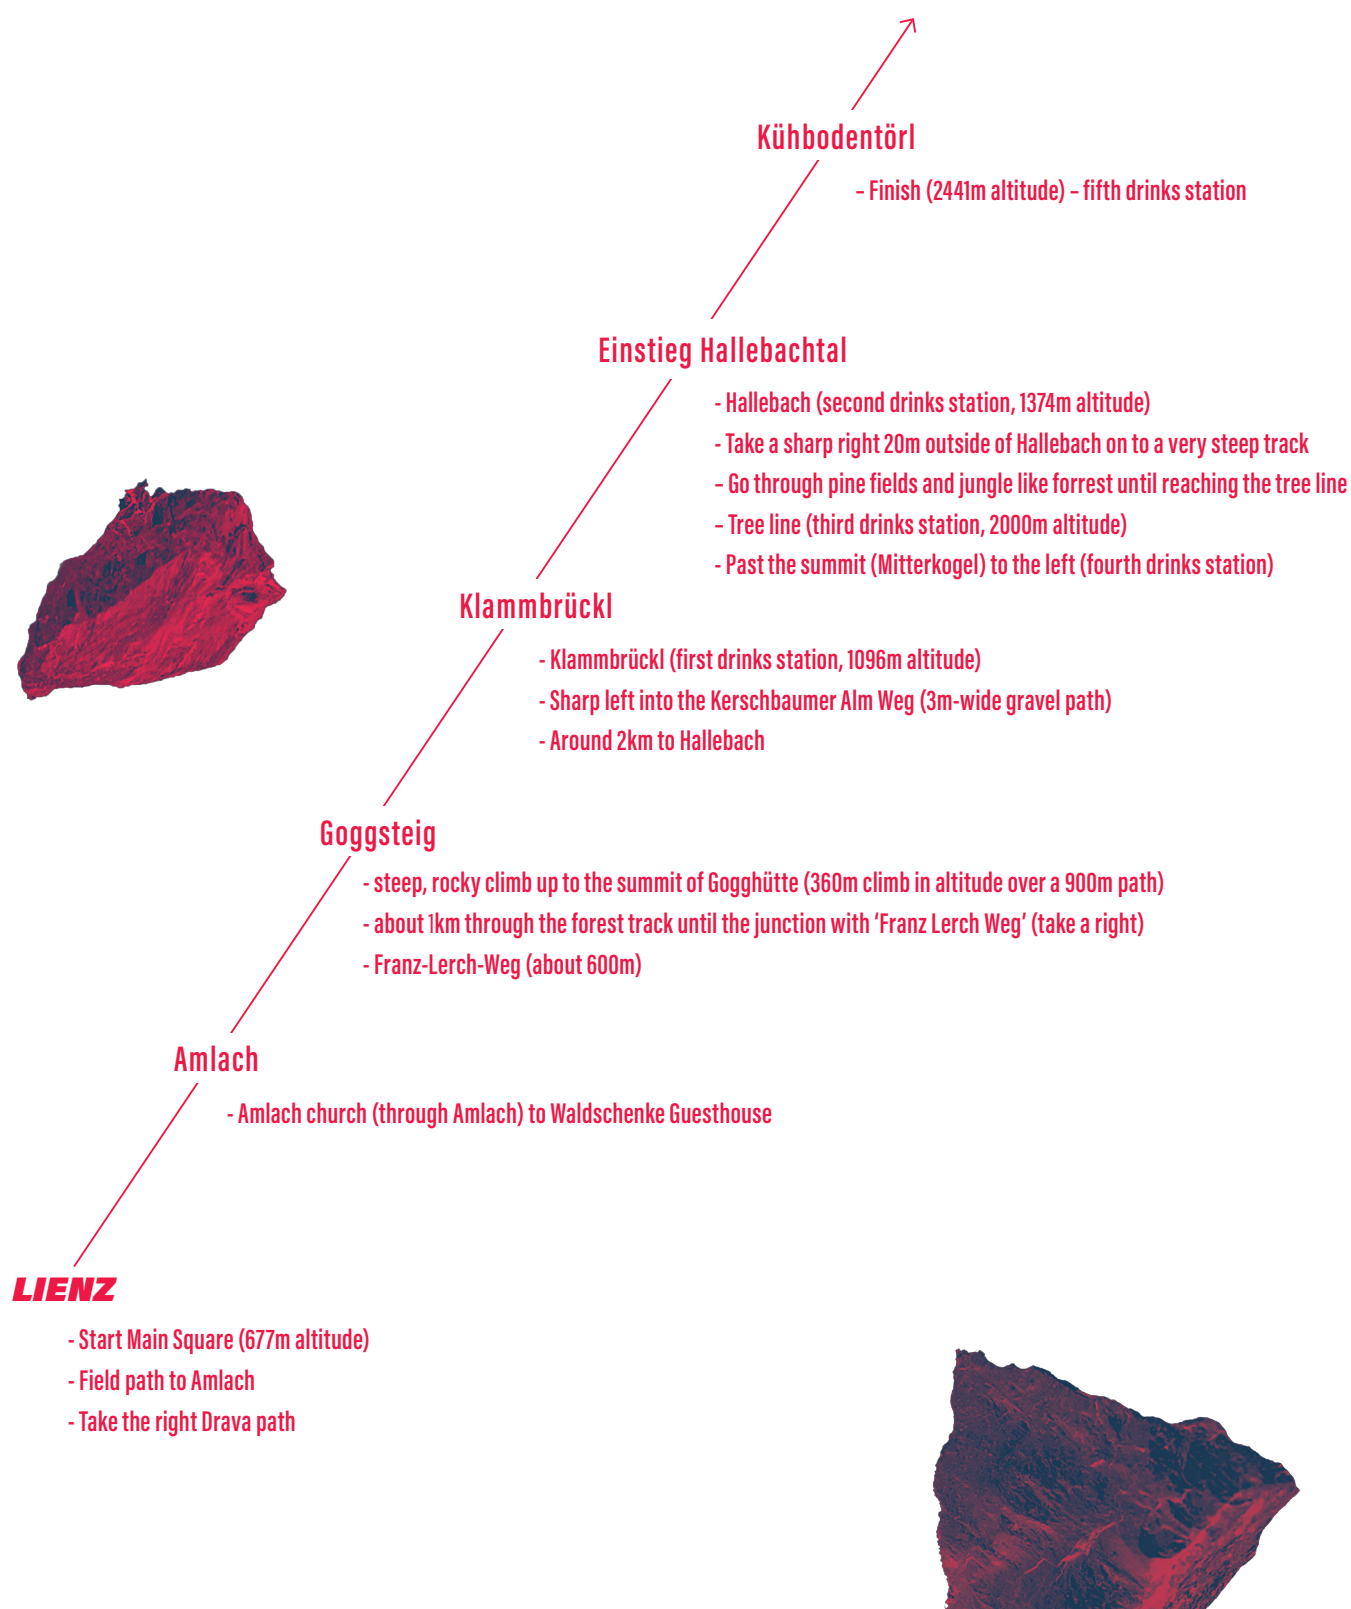 Kühbodentörl
– Finish (2441m altitude) – fifth drinks station
Einstieg Hallebachtal
- Hallebach (second drinks station, 1374m altitude)
- Take a sharp right 20m outside of Hallebach on to a very steep track
– Go through pine fields and jungle like forrest until reaching the tree line
– Tree line (third drinks station, 2000m altitude)
- Past the summit (Mitterkogel) to the left (fourth drinks station)
Klammbrückl
- Klammbrückl (first drinks station, 1096m altitude)
- Sharp left into the Kerschbaumer Alm Weg (3m-wide gravel path)
- Around 2km to Hallebach
Goggsteig
- steep, rocky climb up to the summit of Gogghütte (360m climb in altitude over a 900m path)
- about 1km through the forest track until the junction with ‘Franz Lerch Weg’ (take a right)
- Franz-Lerch-Weg (about 600m)
Amlach
- Amlach church (through Amlach) to Waldschenke Guesthouse
LIENZ
- Start Main Square (677m altitude)
- Field path to Amlach
- Take the right Drava path